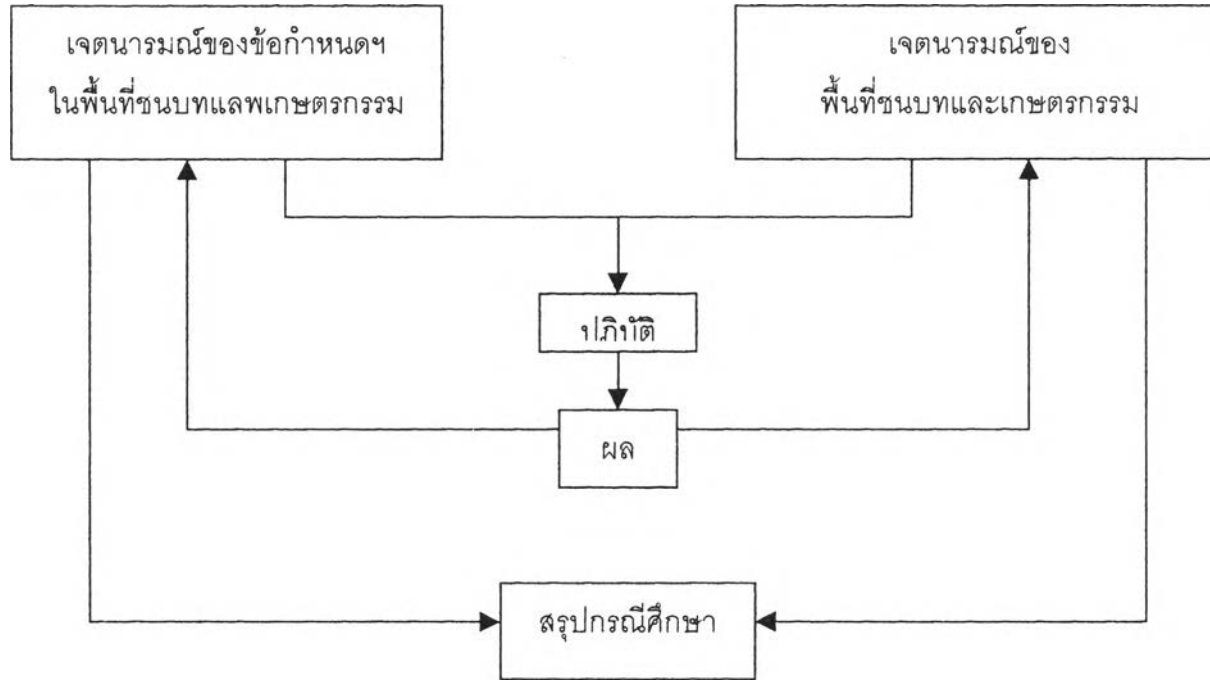 เจตนารมณ์ของข้อกำหนดฯ
ในพื้นที่ชนบทแลพเกษตรกรรม
เจตนารมณ์ของ
พื้นที่ชนบทและเกษตรกรรม
ปภิบัติ
ผล
สรุปกรณีศึกษา